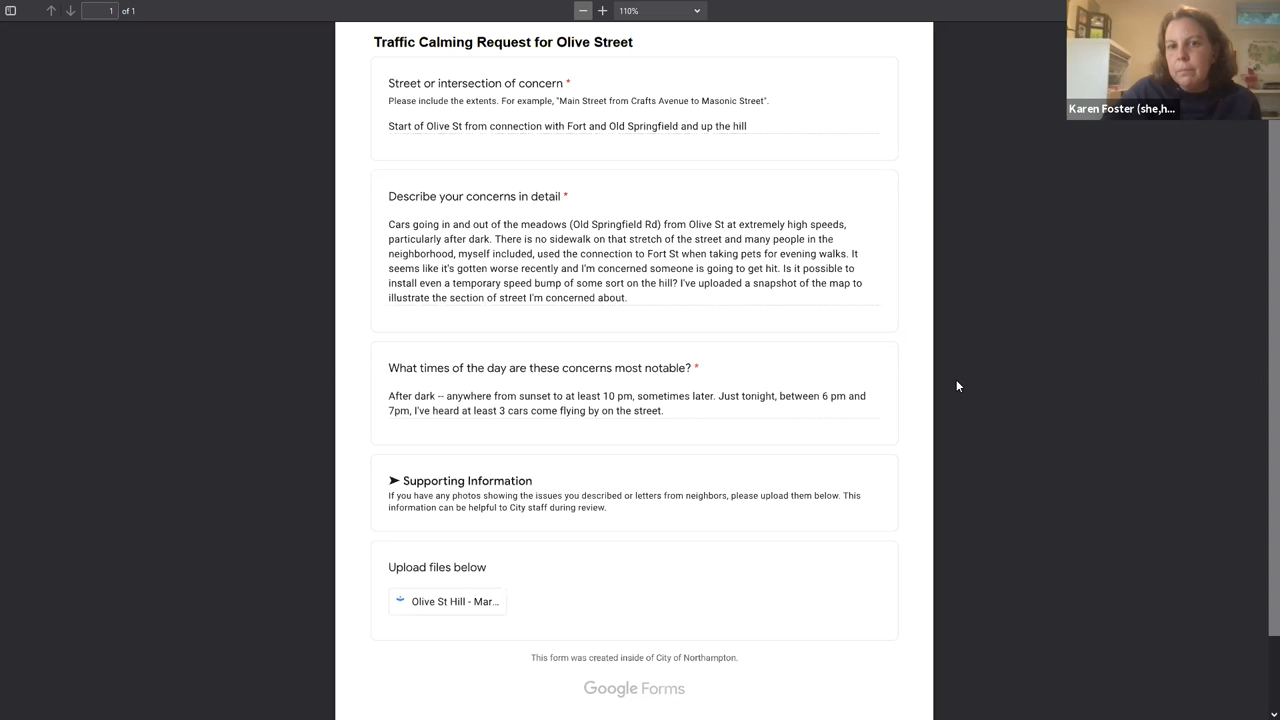 1 of 1
110%
Traffic Calming Request for Olive Street
Street or intersection of concern *
Please include the extents. For example, "Main Street from Crafts Avenue to Masonic Street".
Start of Olive St from connection with Fort and Old Springfield and up the hill
Describe your concerns in detail *
Cars going in and out of the meadows (Old Springfield Rd) from Olive St at extremely high speeds,
particularly after dark. There is no sidewalk on that stretch of the street and many people in the
neighborhood, myself included, used the connection to Fort St when taking pets for evening walks. It
seems like it's gotten worse recently and I'm concerned someone is going to get hit. Is it possible to
install even a temporary speed bump of some sort on the hill? I've uploaded a snapshot of the map to
illustrate the section of street I'm concerned about.
What times of the day are these concerns most notable? *
After dark -- anywhere from sunset to at least 10 pm, sometimes later. Just tonight, between 6 pm and
7pm, I've heard at least 3 cars come flying by on the street.
➤ Supporting Information
If you have any photos showing the issues you described or letters from neighbors, please upload them below. This
information can be helpful to City staff during review.
Upload files below
Olive St Hill - Mar...
This form was created inside of City of Northampton.
Google Forms
Karen Foster (she,h...